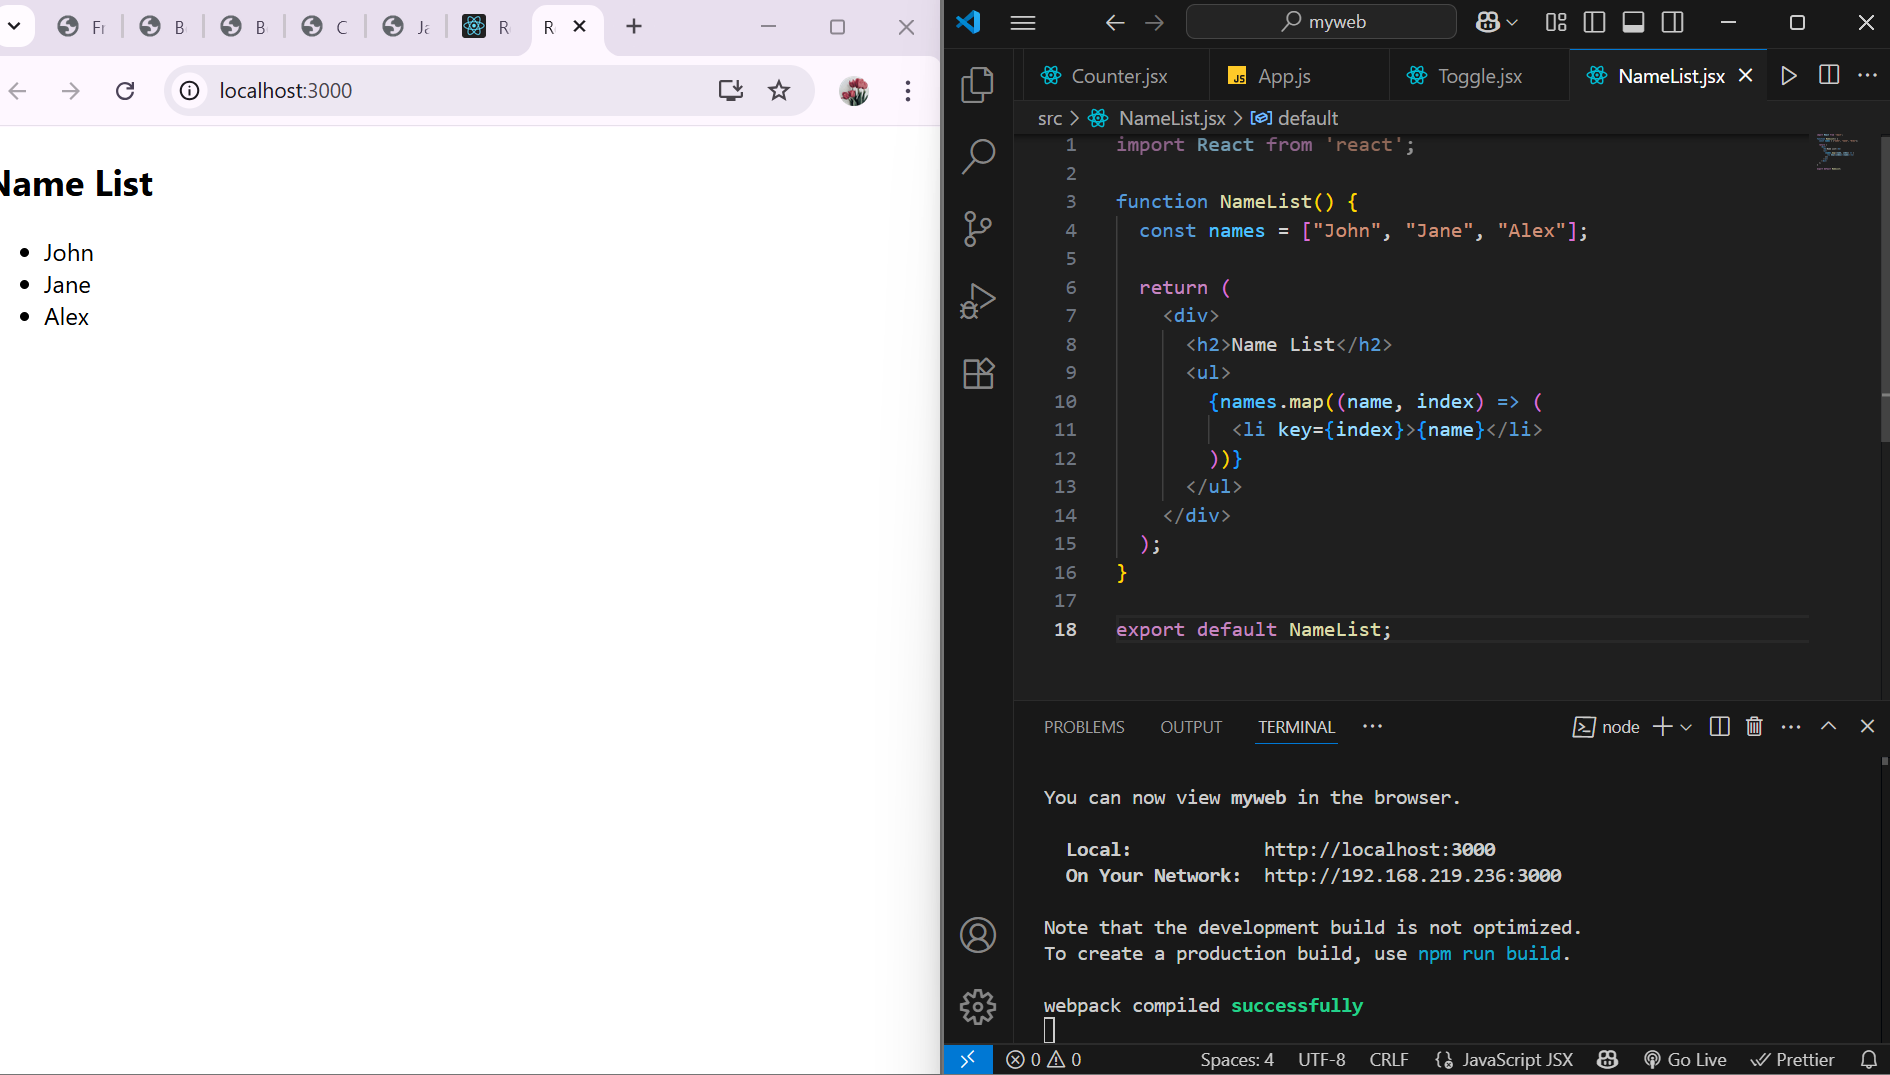 Fr
B
B
C
Ja
R
R
localhost:3000
Name List
John
Jane
Alex
myweb
Counter.jsx
JS App.js
Toggle.jsx
NameList.jsx
src > NameList.jsx > default
1 import React from 'react';
2
3 function NameList() {
4 const names = ["John", "Jane", "Alex"];
5
6 return (
7 <div>
8 <h2>Name List</h2>
9 <ul>
10 {names.map((name, index) => (
11 <li key={index}>{name}</li>
12 ))}
13 </ul>
14 </div>
15 );
16 }
17
18 export default NameList;
PROBLEMS OUTPUT TERMINAL ··· node
You can now view myweb in the browser.
Local: http://localhost:3000
On Your Network: http://192.168.219.236:3000
Note that the development build is not optimized.
To create a production build, use npm run build.
webpack compiled successfully
0 0 Spaces: 4 UTF-8 CRLF JavaScript JSX Go Live Prettier